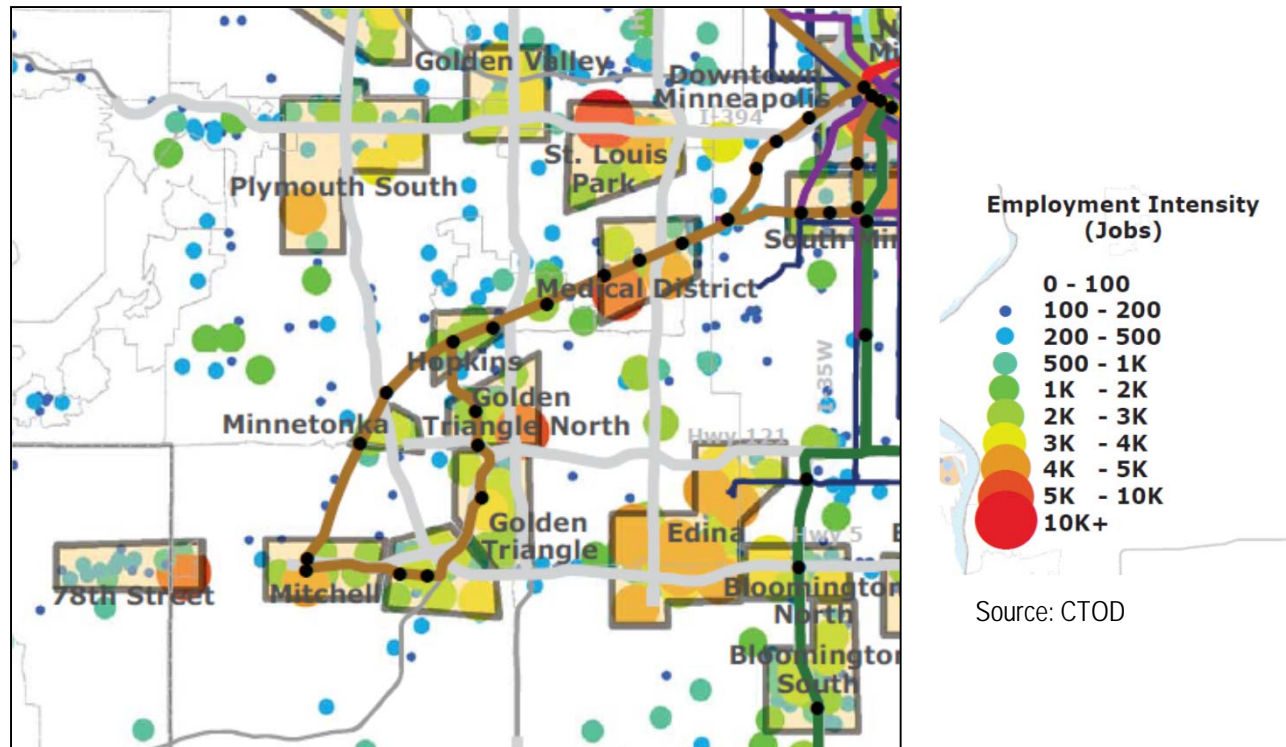 Golden Valley
Downtown
Minneapolis
I-394
St. Louis
Park
Plymouth South
Medical District
Hopkins
Golden
Triangle North
Minnetonka
Hwy 121
Golden
Triangle
Edina
Hwy 5
78th Street
Mitchell
Bloomington
North
Bloomington
South
Employment Intensity
(Jobs)
0 - 100
100 - 200
200 - 500
500 - 1K
1K - 2K
2K - 3K
3K - 4K
4K - 5K
5K - 10K
10K+
Source: CTOD